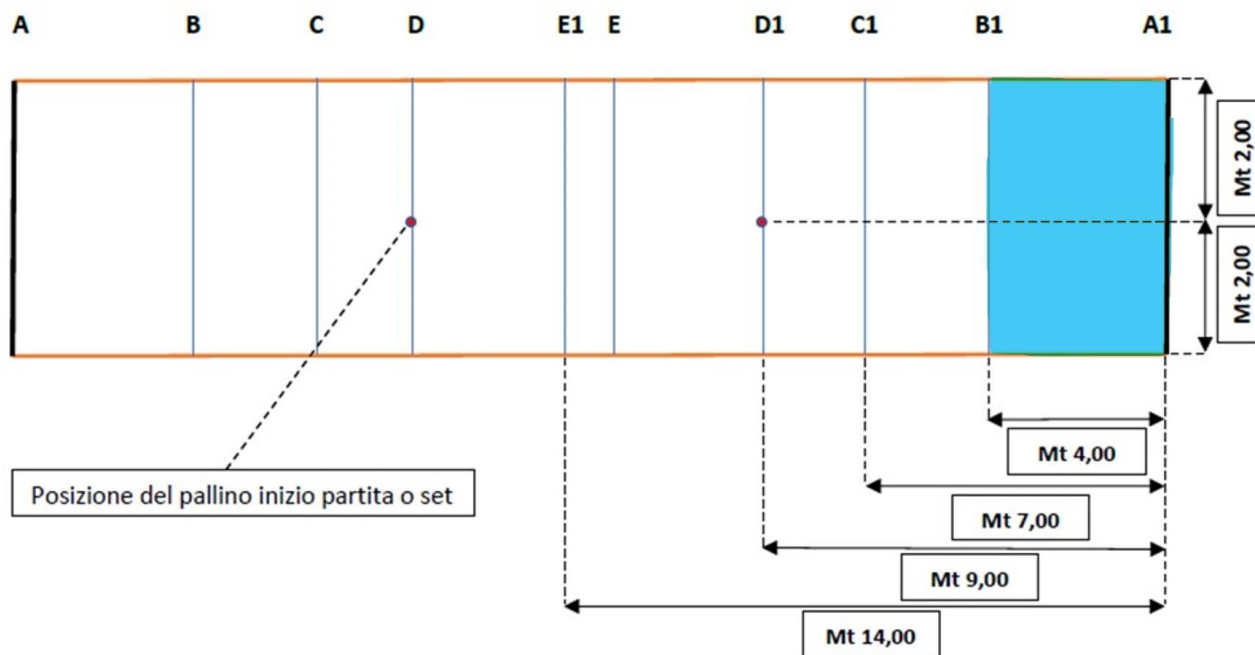 A B C D E1 E D1 C1 B1 A1
Mt 2,00
Mt 2,00
Mt 4,00
Posizione del pallino inizio partita o set
Mt 7,00
Mt 9,00
Mt 14,00